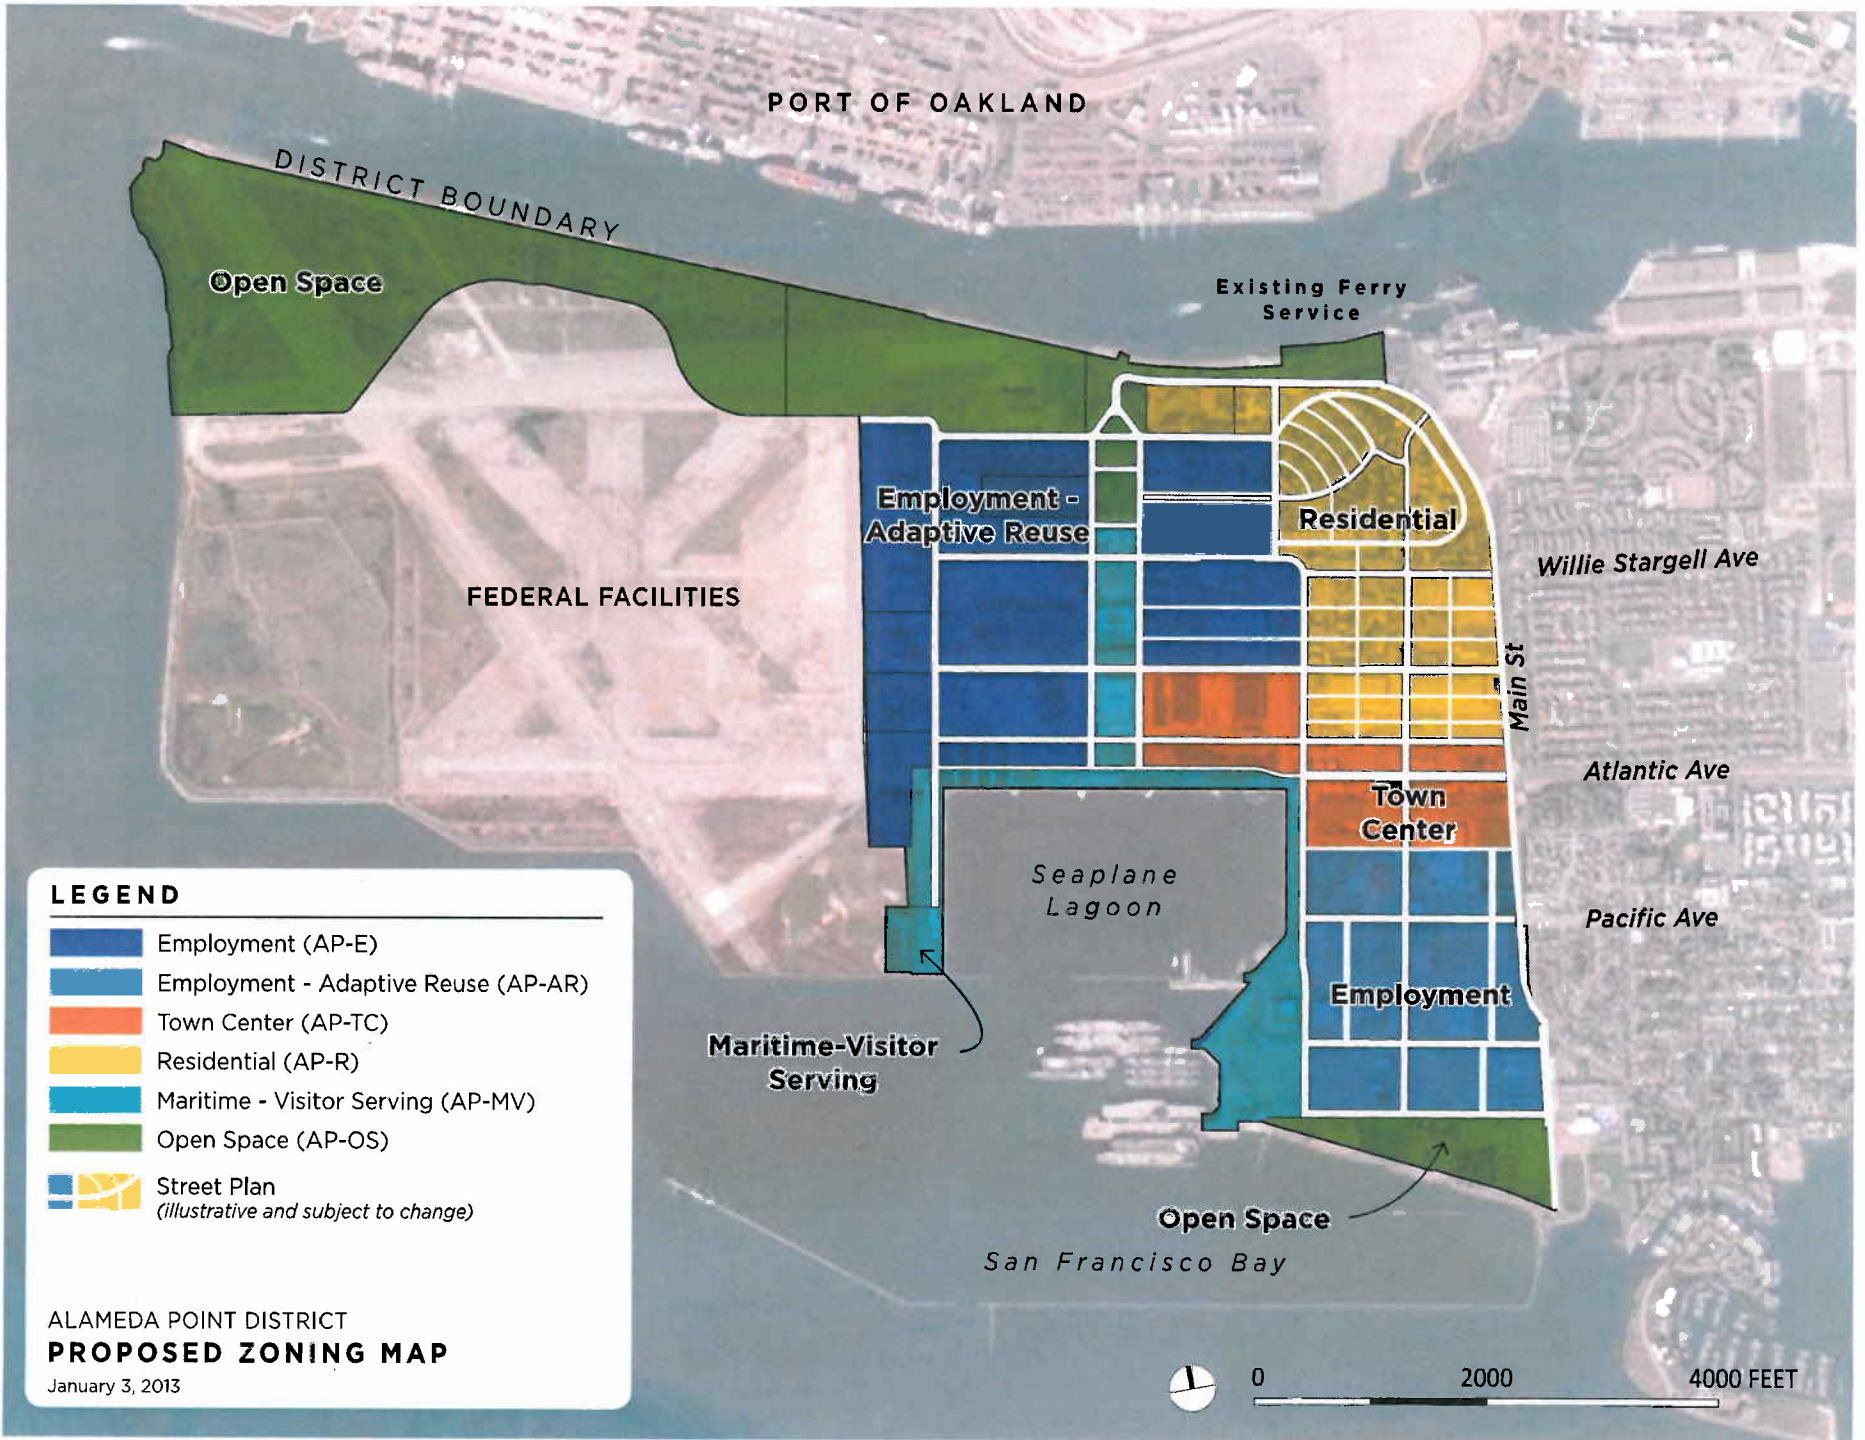 PORT OF OAKLAND
DISTRICT BOUNDARY
Open Space
Existing Ferry
Service
Employment -
Adaptive Reuse
Residential
FEDERAL FACILITIES
Willie Stargell Ave
Main St
Atlantic Ave
Town
Center
Seaplane
Lagoon
Pacific Ave
Employment
Maritime-Visitor
Serving
Open Space
San Francisco Bay
LEGEND
Employment (AP-E)
Employment - Adaptive Reuse (AP-AR)
Town Center (AP-TC)
Residential (AP-R)
Maritime - Visitor Serving (AP-MV)
Open Space (AP-OS)
Street Plan
(illustrative and subject to change)
ALAMEDA POINT DISTRICT
PROPOSED ZONING MAP
January 3, 2013
0 2000 4000 FEET